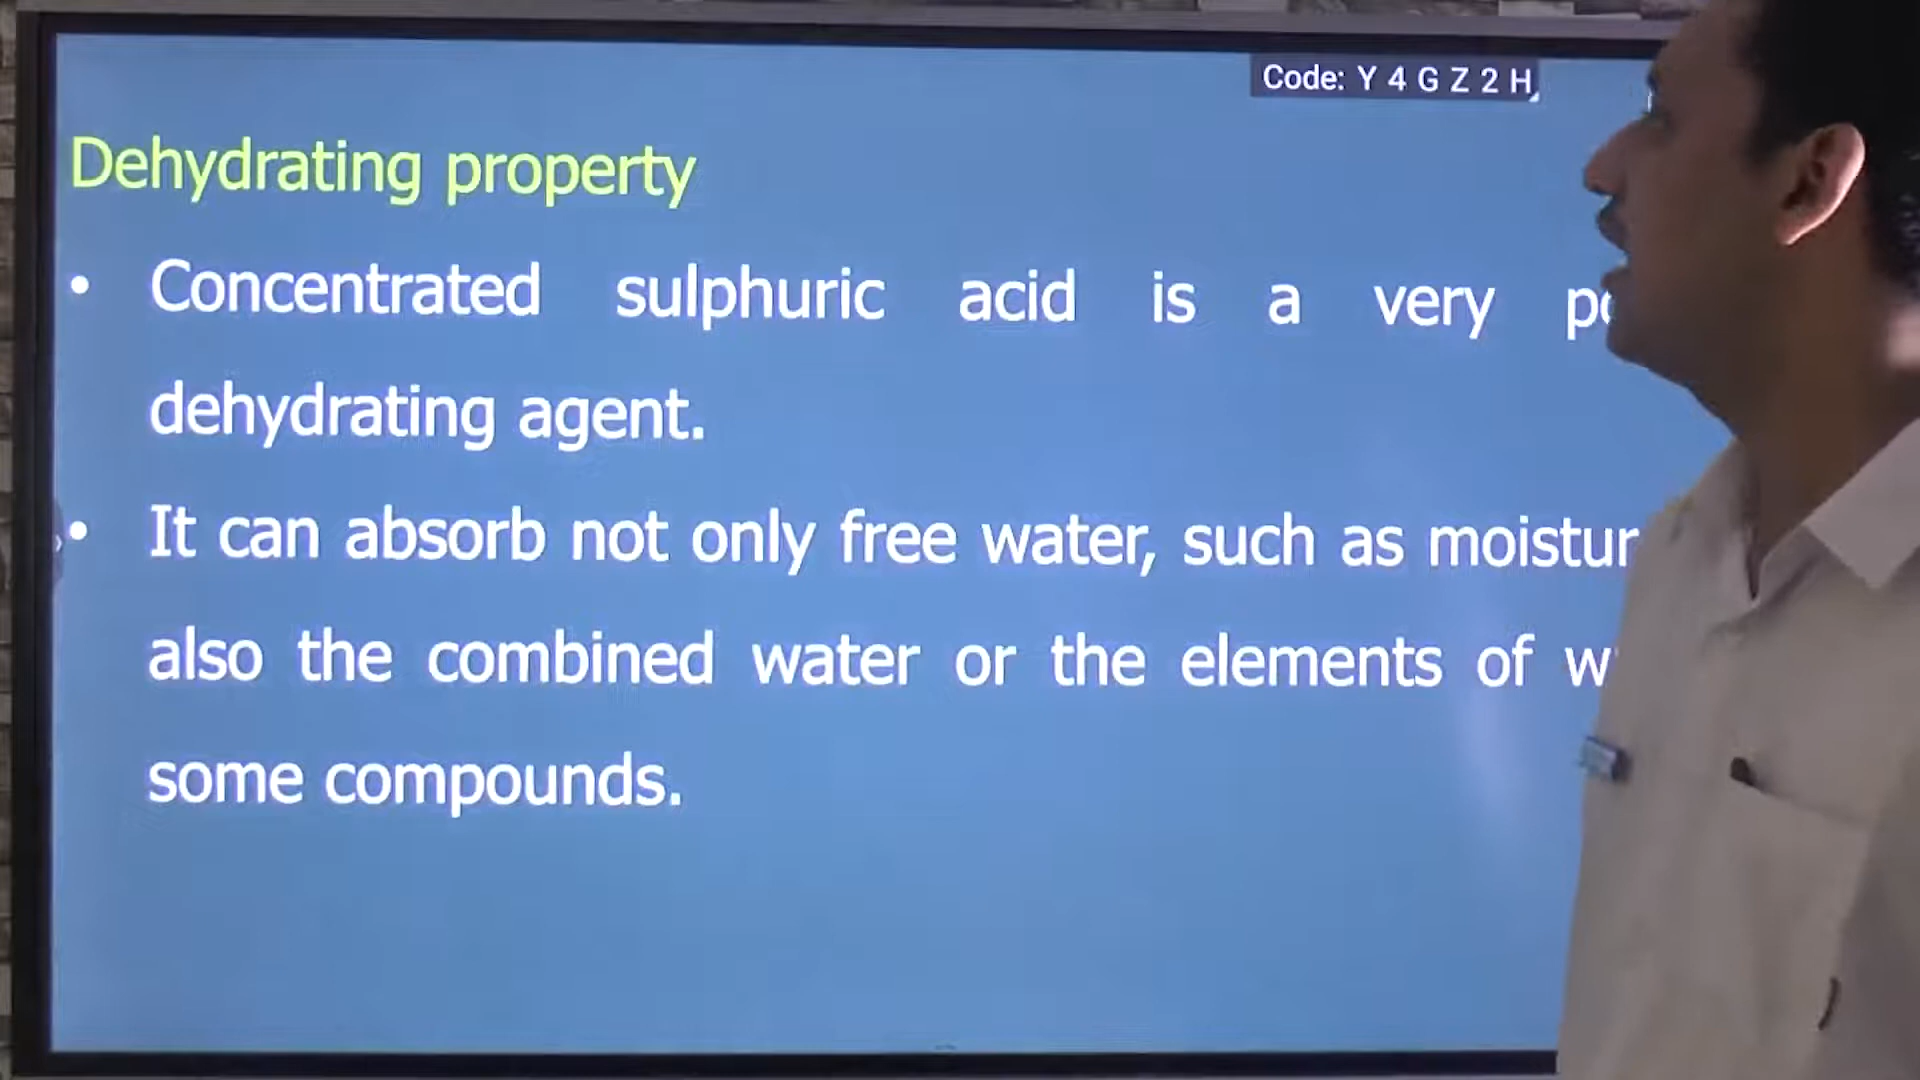 Code: Y 4 G Z 2 H
Dehydrating property
• Concentrated sulphuric acid is a very
dehydrating agent.
• It can absorb not only free water, such as
also the combined water or the elements of
some compounds.